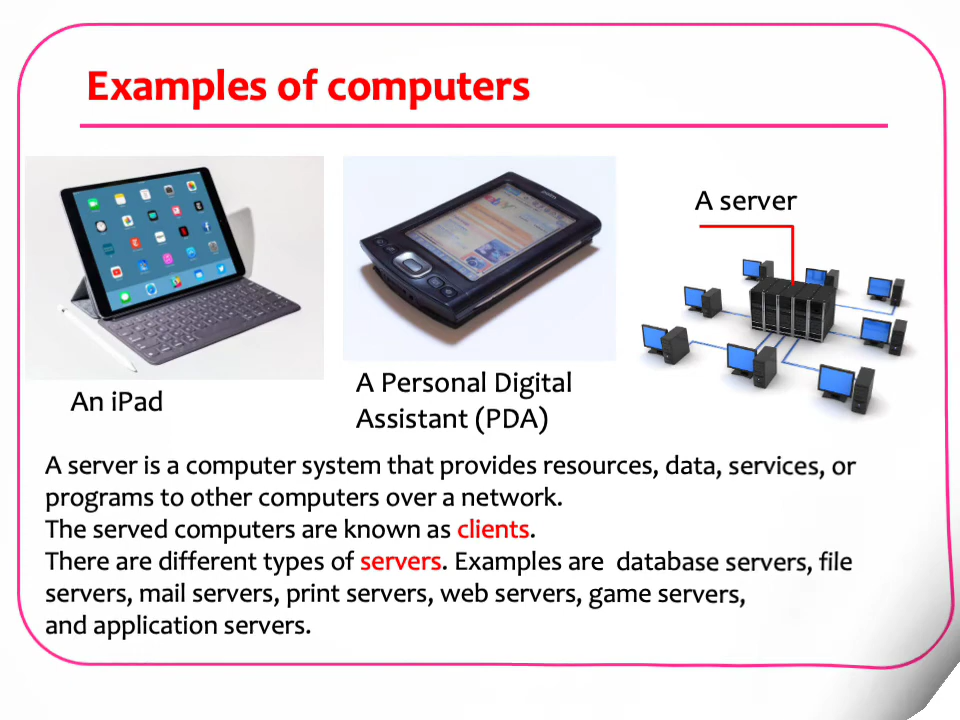 Examples of computers
A server
An iPad
A Personal Digital
Assistant (PDA)
A server is a computer system that provides resources, data, services, or
programs to other computers over a network.
The served computers are known as clients.
There are different types of servers. Examples are  database servers, file
servers, mail servers, print servers, web servers, game servers,
and application servers.